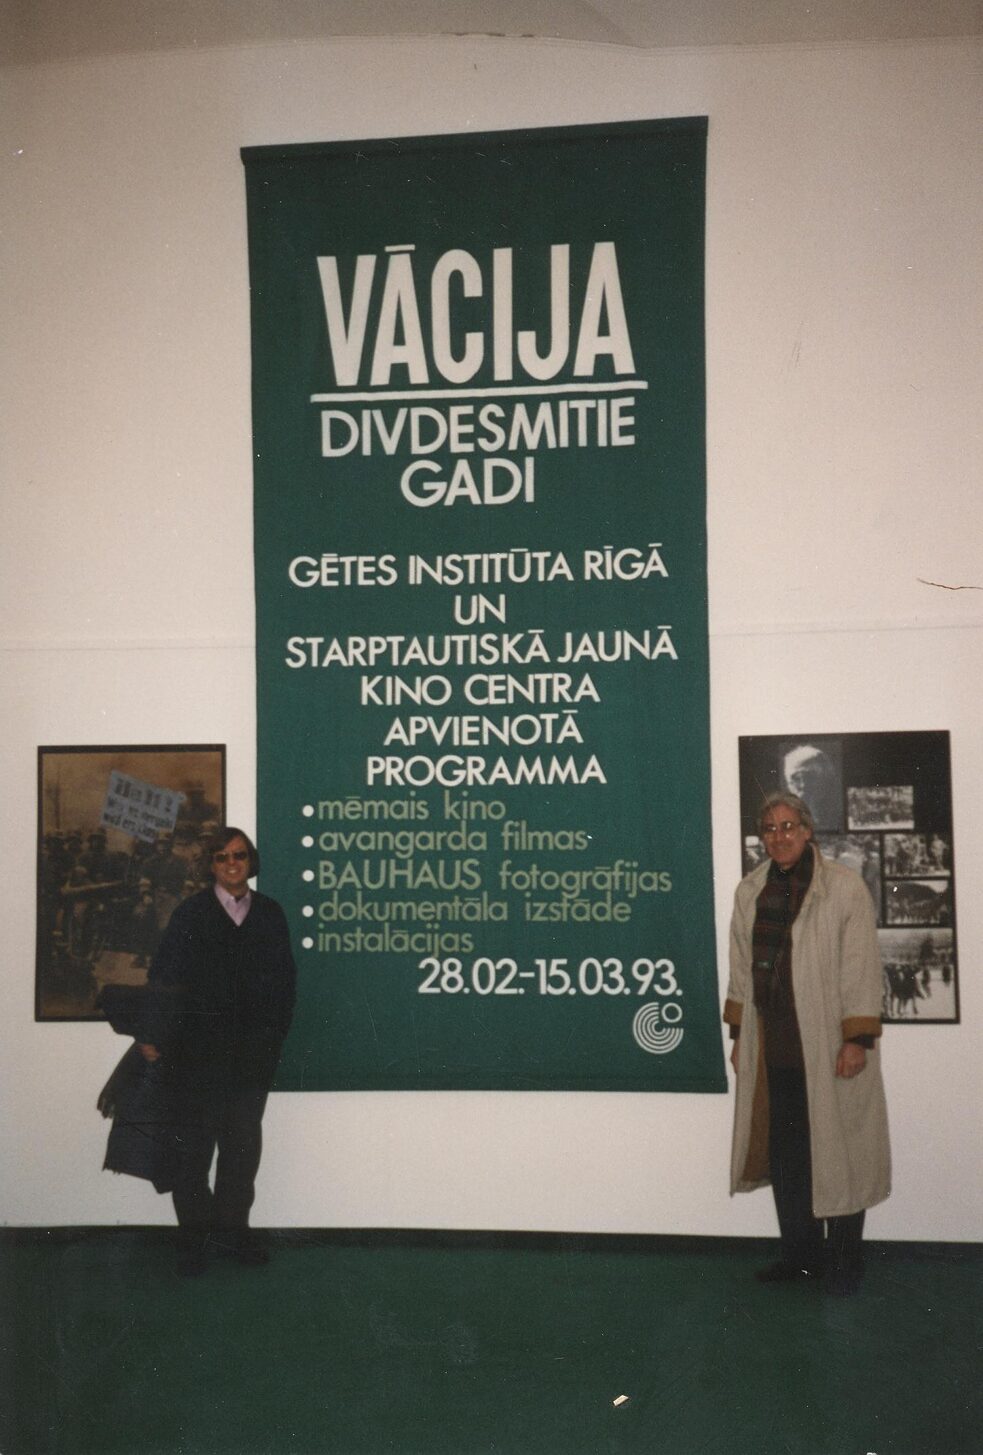 VĀCIJA
DIVDESMITIE
GADI
GĒTES INSTITŪTA RĪGĀ
UN
STARPTAUTISKĀ JAUNĀ
KINO CENTRA
APVIENOTĀ
PROGRAMMA
•mēmais kino
•avangarda filmas
•BAUHAUS fotogrāfijas
•dokumentāla izstāde
•instalācijas
28.02.-15.03.93.
Halt!